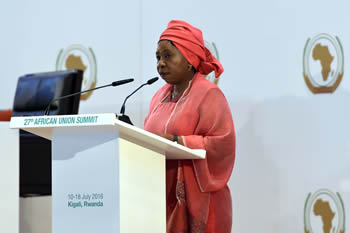 27th AFRICAN UNION SUMMIT
10-18 July 2016
Kigali, Rwanda